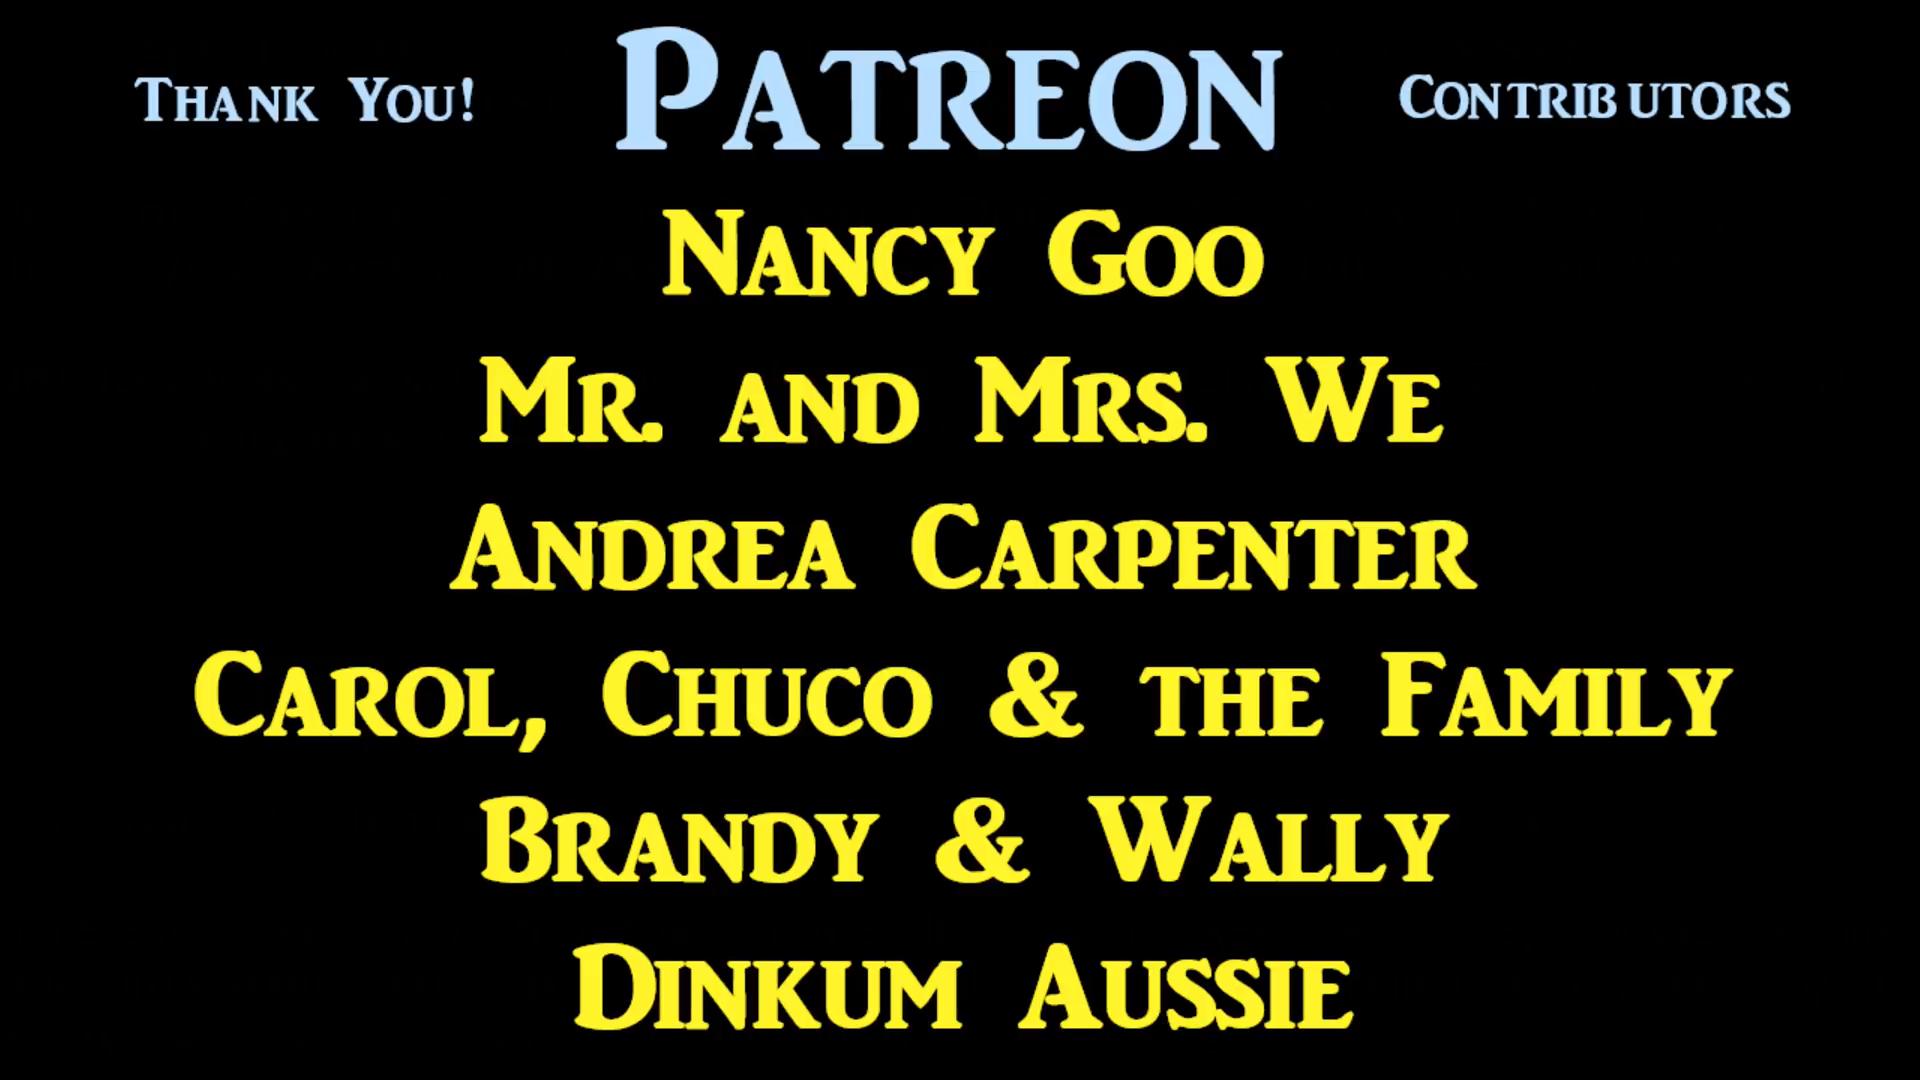 Thank You! Patreon Contributors
Nancy Goo
Mr. and Mrs. We
Andrea Carpenter
Carol, Chuco & the Family
Brandy & Wally
Dinkum Aussie